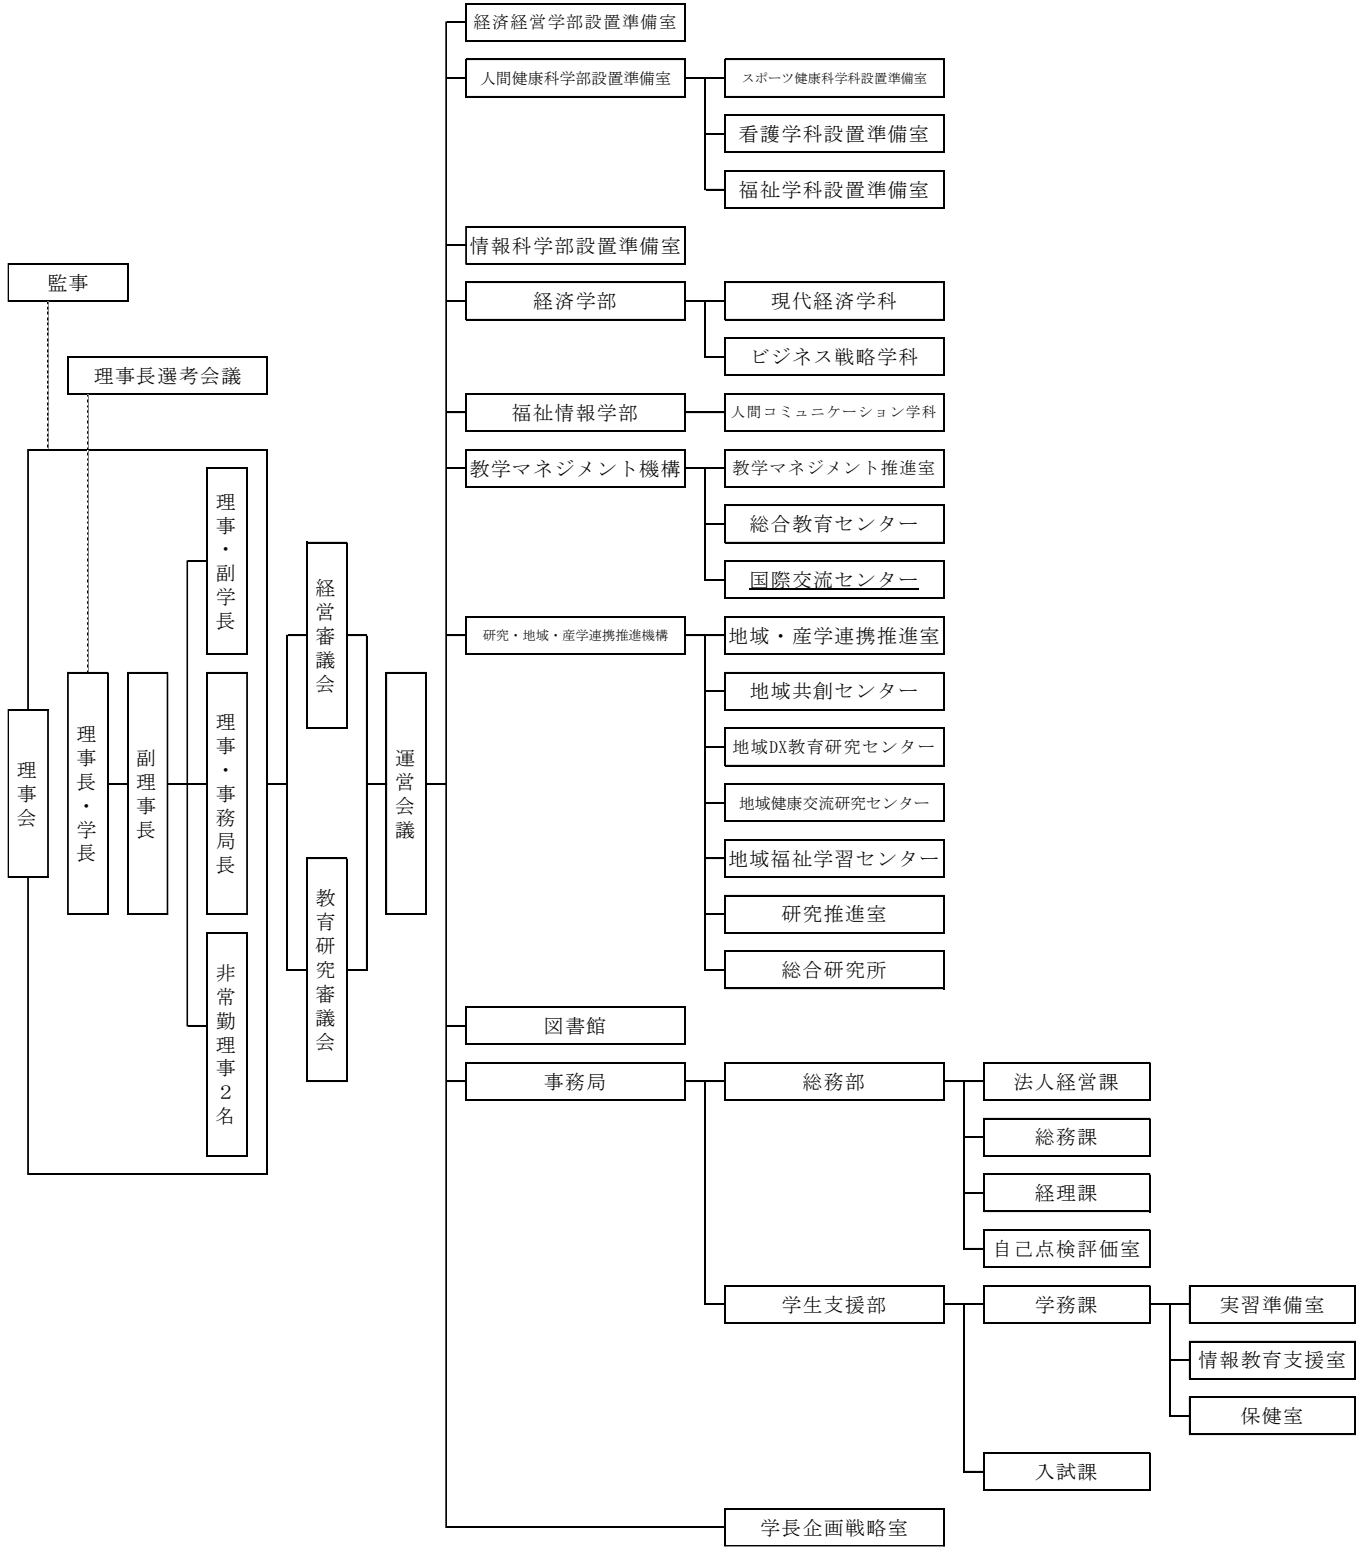 監事
理事長選考会議
理事会
理事長・学長
副理事長
理事・副学長
理事・事務局長
非常勤理事２名
経営審議会
教育研究審議会
運営会議
経済経営学部設置準備室
人間健康科学部設置準備室
スポーツ健康科学科設置準備室
看護学科設置準備室
福祉学科設置準備室
情報科学部設置準備室
経済学部
現代経済学科
ビジネス戦略学科
福祉情報学部
人間コミュニケーション学科
教学マネジメント機構
教学マネジメント推進室
総合教育センター
国際交流センター
研究・地域・産学連携推進機構
地域・産学連携推進室
地域共創センター
地域DX教育研究センター
地域健康交流研究センター
地域福祉学習センター
研究推進室
総合研究所
図書館
事務局
総務部
法人経営課
総務課
経理課
自己点検評価室
学生支援部
学務課
実習準備室
情報教育支援室
保健室
入試課
学長企画戦略室